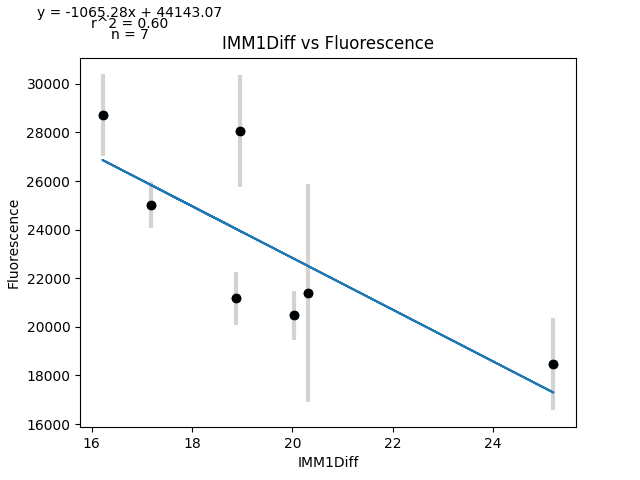 y = -1065.28x + 44143.07
r^2 = 0.60
n = 7
IMM1Diff vs Fluorescence
30000
28000
26000
24000
22000
20000
18000
16000
Fluorescence
16 18 20 22 24
IMM1Diff